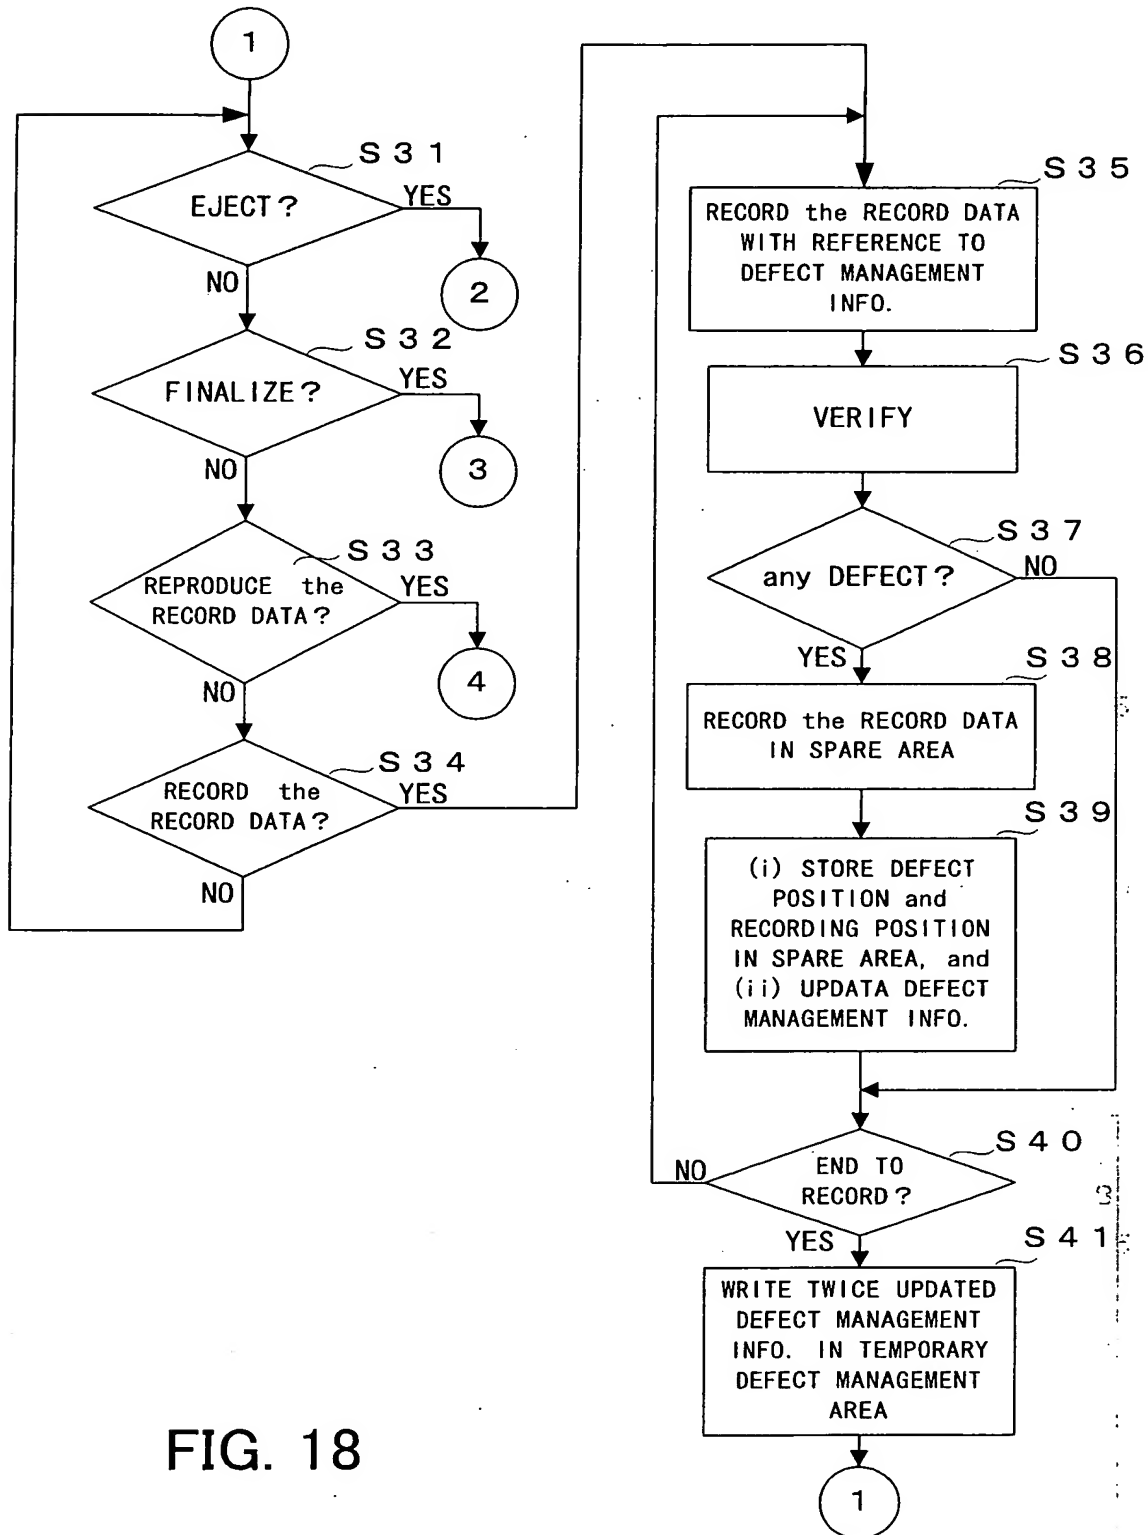 1
S31
EJECT?
YES
2
NO
S32
FINALIZE?
YES
3
NO
S33
REPRODUCE the
RECORD DATA?
YES
4
NO
S34
RECORD the
RECORD DATA?
YES
NO
S35
RECORD the RECORD DATA
WITH REFERENCE TO
DEFECT MANAGEMENT
INFO.
S36
VERIFY
S37
any DEFECT?
NO
YES
S38
RECORD the RECORD DATA
IN SPARE AREA
S39
(i) STORE DEFECT
POSITION and
RECORDING POSITION
IN SPARE AREA, and
(ii) UPDATA DEFECT
MANAGEMENT INFO.
S40
END TO
RECORD?
NO
YES
S41
WRITE TWICE UPDATED
DEFECT MANAGEMENT
INFO. IN TEMPORARY
DEFECT MANAGEMENT
AREA
1
FIG. 18